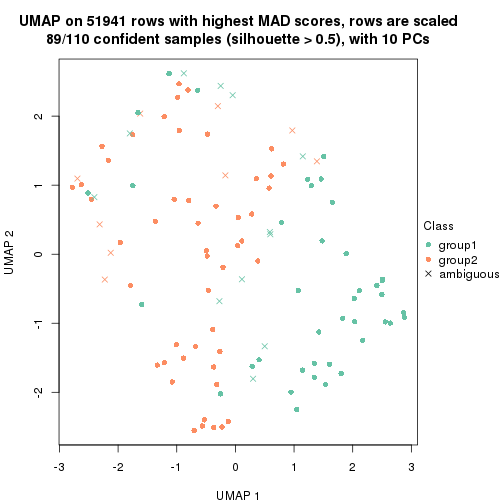 UMAP on 51941 rows with highest MAD scores, rows are scaled
89/110 confident samples (silhouette > 0.5), with 10 PCs
2
1
0
-1
-2
UMAP 2
-3
-2
-1
0
1
2
3
UMAP 1
Class
group1
group2
ambiguous